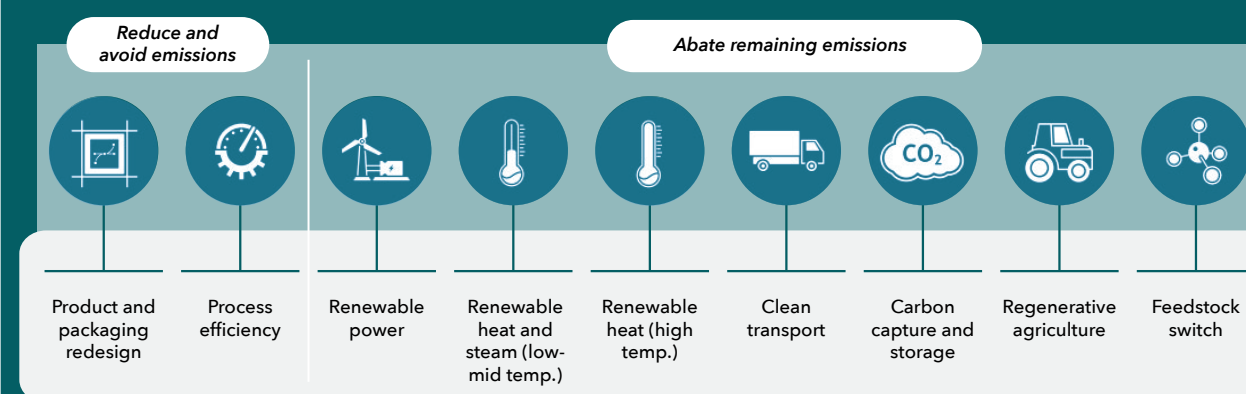 Reduce and
avoid emissions
Abate remaining emissions
CO₂
Product and
packaging
redesign
Process
efficiency
Renewable
power
Renewable
heat and
steam (low-
mid temp.)
Renewable
heat (high
temp.)
Clean
transport
Carbon
capture and
storage
Regenerative
agriculture
Feedstock
switch